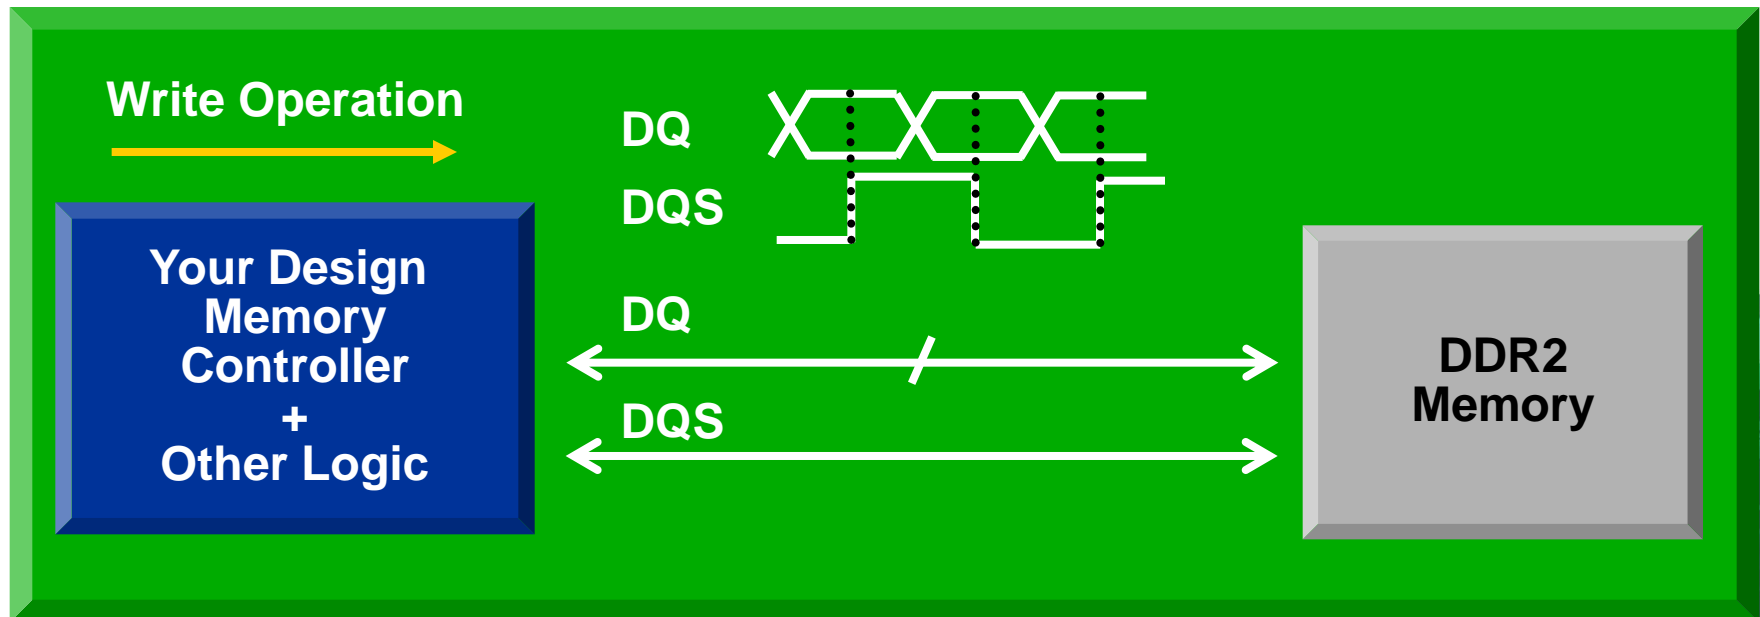 Write Operation
DQ
DQS
Your Design
Memory
Controller
+
Other Logic
DQ
DQS
DDR2
Memory